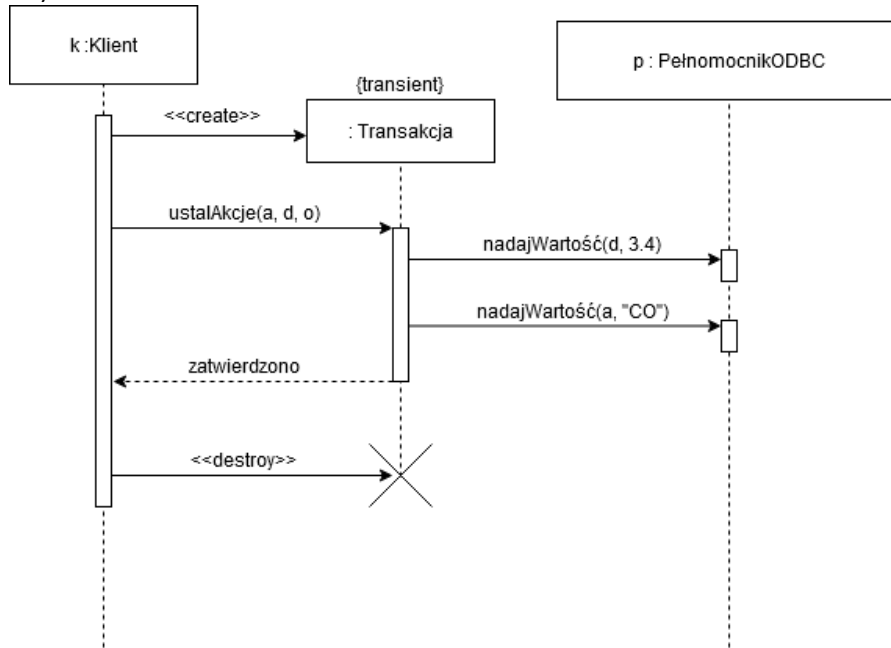 k :Klient
p : PełnomocnikODBC
{transient}
<<create>>
: Transakcja
ustalAkcje(a, d, o)
nadajWartość(d, 3.4)
nadajWartość(a, "CO")
zatwierdzono
<<destroy>>